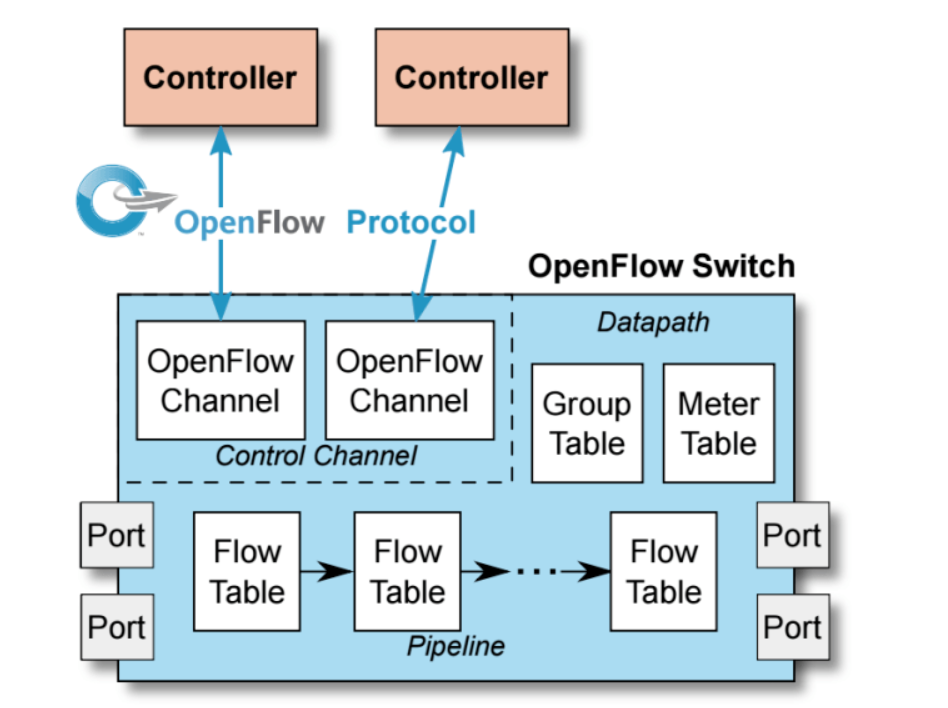 Controller
Controller
OpenFlow Protocol
™
OpenFlow Switch
Datapath
OpenFlow
Channel
OpenFlow
Channel
Control Channel
Group
Table
Meter
Table
Port
Port
Flow
Table
Flow
Table
...
Flow
Table
Pipeline
Port
Port